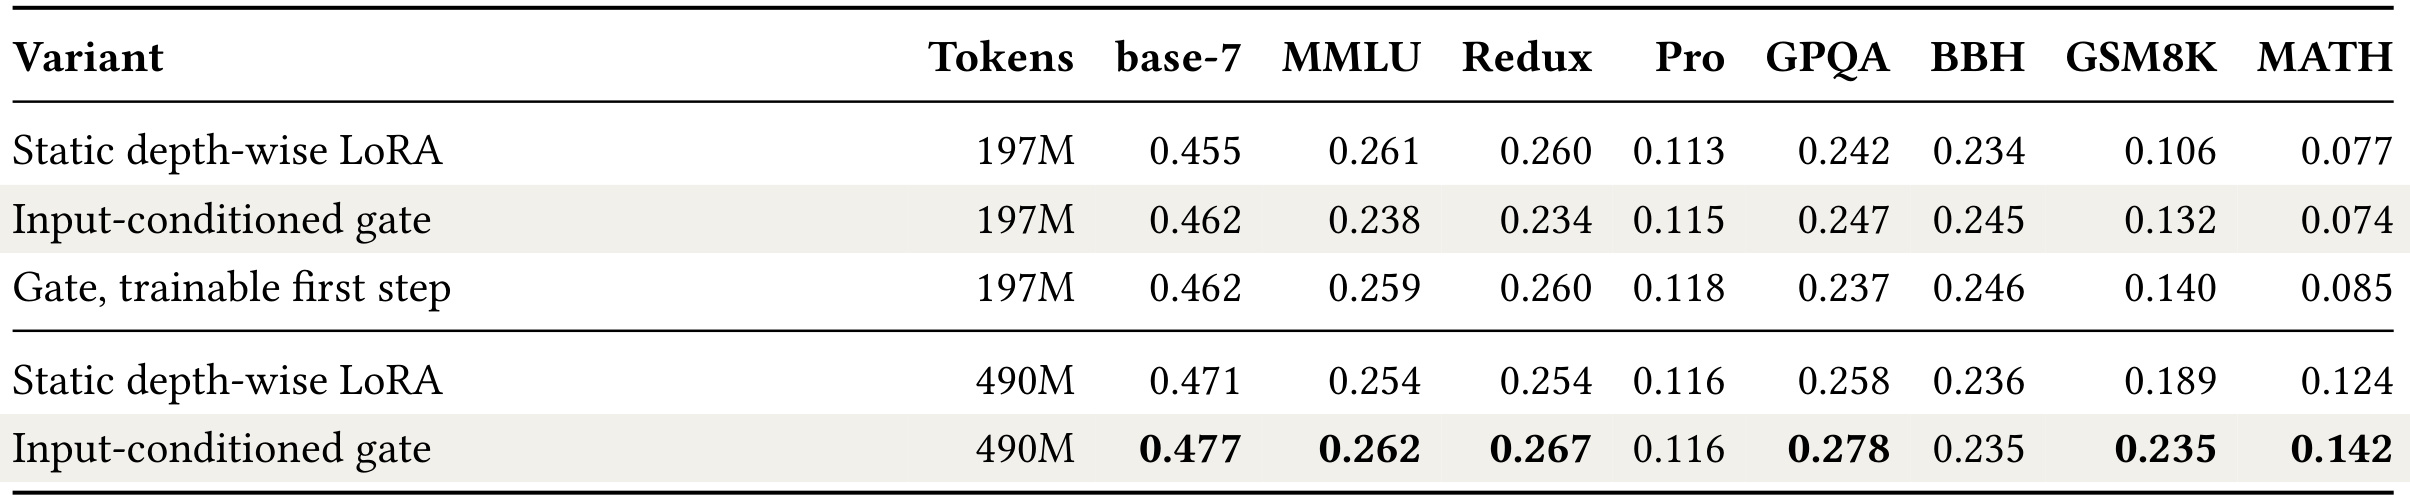 Variant Tokens base-7 MMLU Redux Pro GPQA BBH GSM8K MATH
Static depth-wise LoRA 197M 0.455 0.261 0.260 0.113 0.242 0.234 0.106 0.077
Input-conditioned gate 197M 0.462 0.238 0.234 0.115 0.247 0.245 0.132 0.074
Gate, trainable first step 197M 0.462 0.259 0.260 0.118 0.237 0.246 0.140 0.085
Static depth-wise LoRA 490M 0.471 0.254 0.254 0.116 0.258 0.236 0.189 0.124
Input-conditioned gate 490M 0.477 0.262 0.267 0.116 0.278 0.235 0.235 0.142